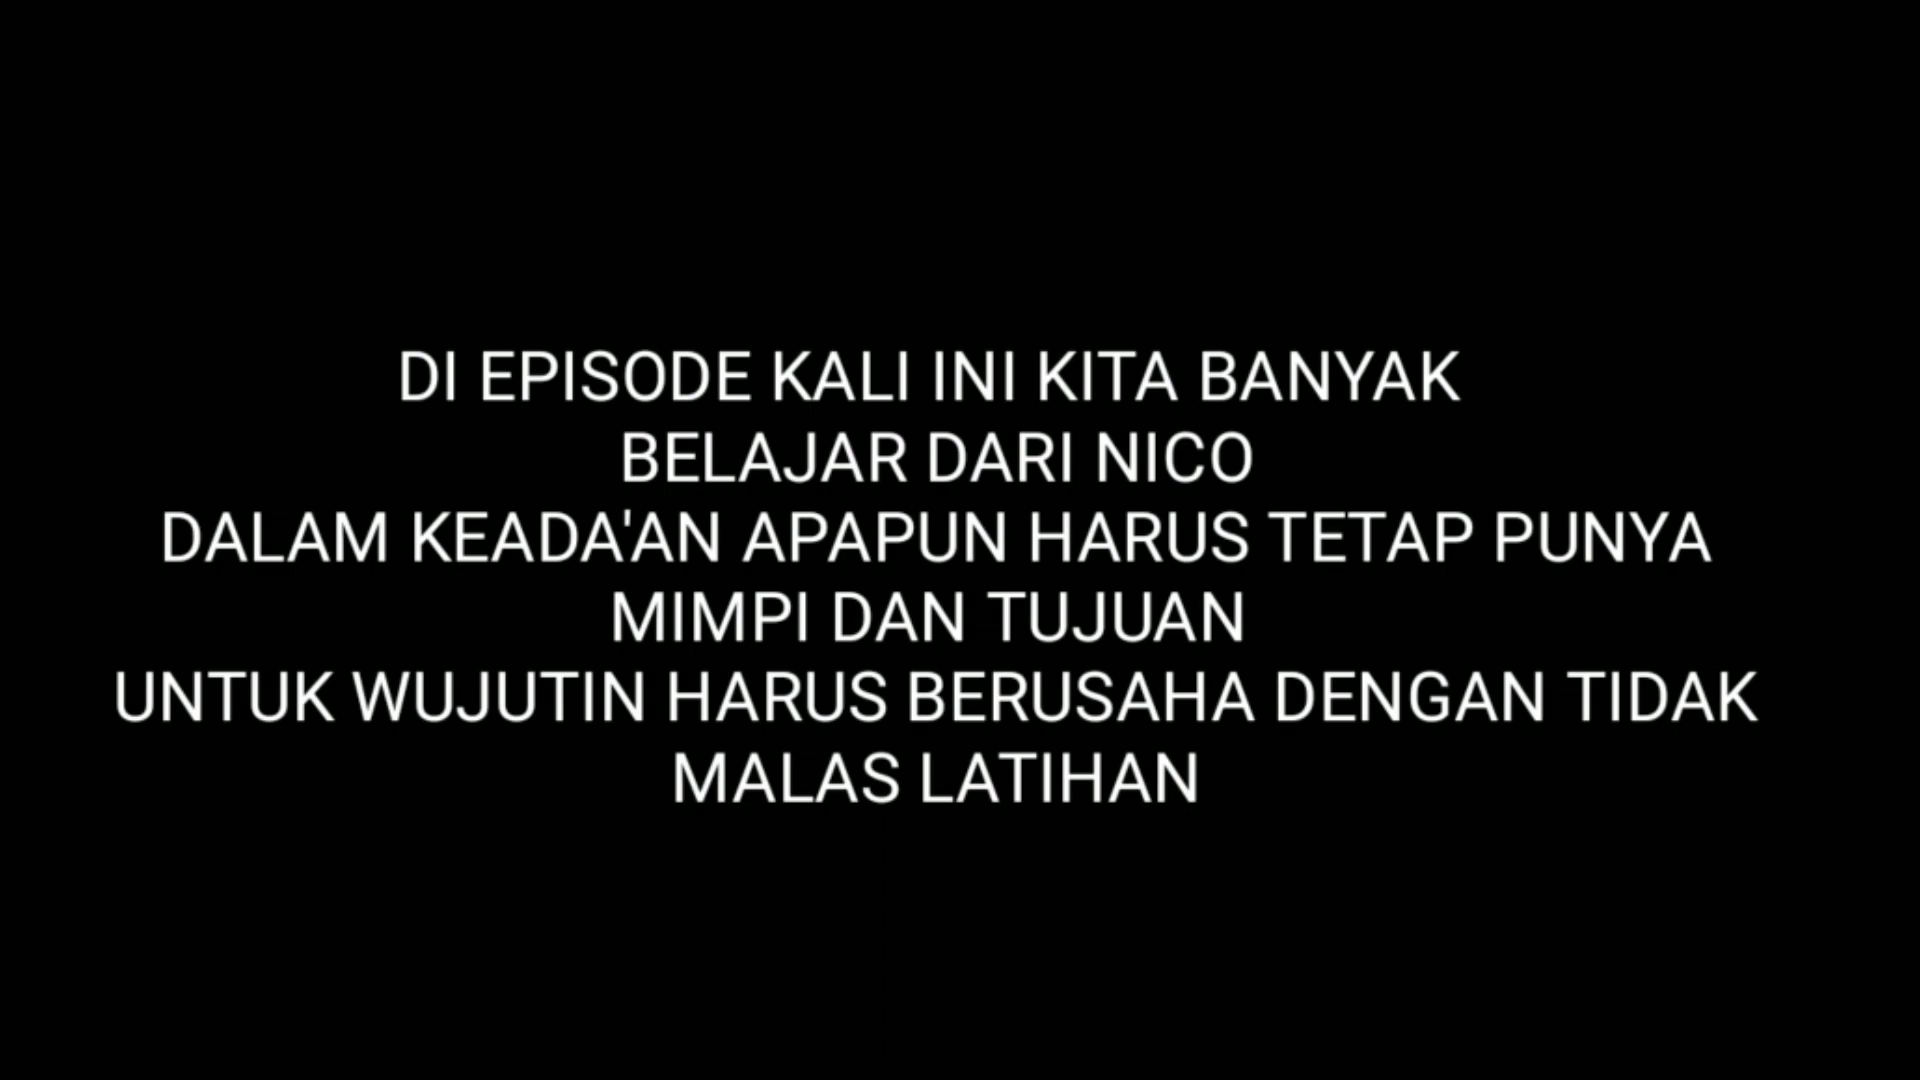 DI EPISODE KALI INI KITA BANYAK
BELAJAR DARI NICO
DALAM KEADA'AN APAPUN HARUS TETAP PUNYA
MIMPI DAN TUJUAN
UNTUK WUJUTIN HARUS BERUSAHA DENGAN TIDAK
MALAS LATIHAN